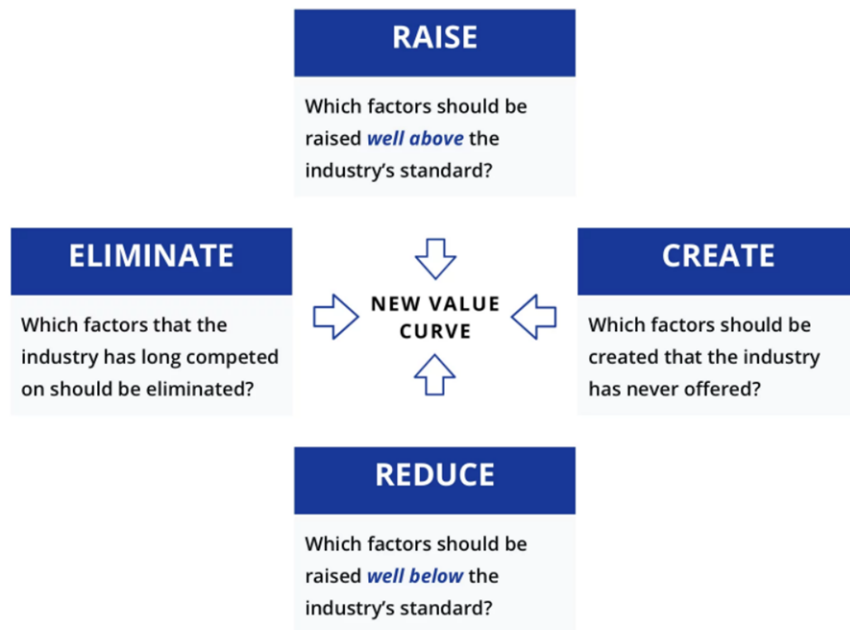 RAISE
Which factors should be
raised well above the
industry's standard?
ELIMINATE
Which factors that the
industry has long competed
on should be eliminated?
NEW VALUE
CURVE
CREATE
Which factors should be
created that the industry
has never offered?
REDUCE
Which factors should be
raised well below the
industry's standard?